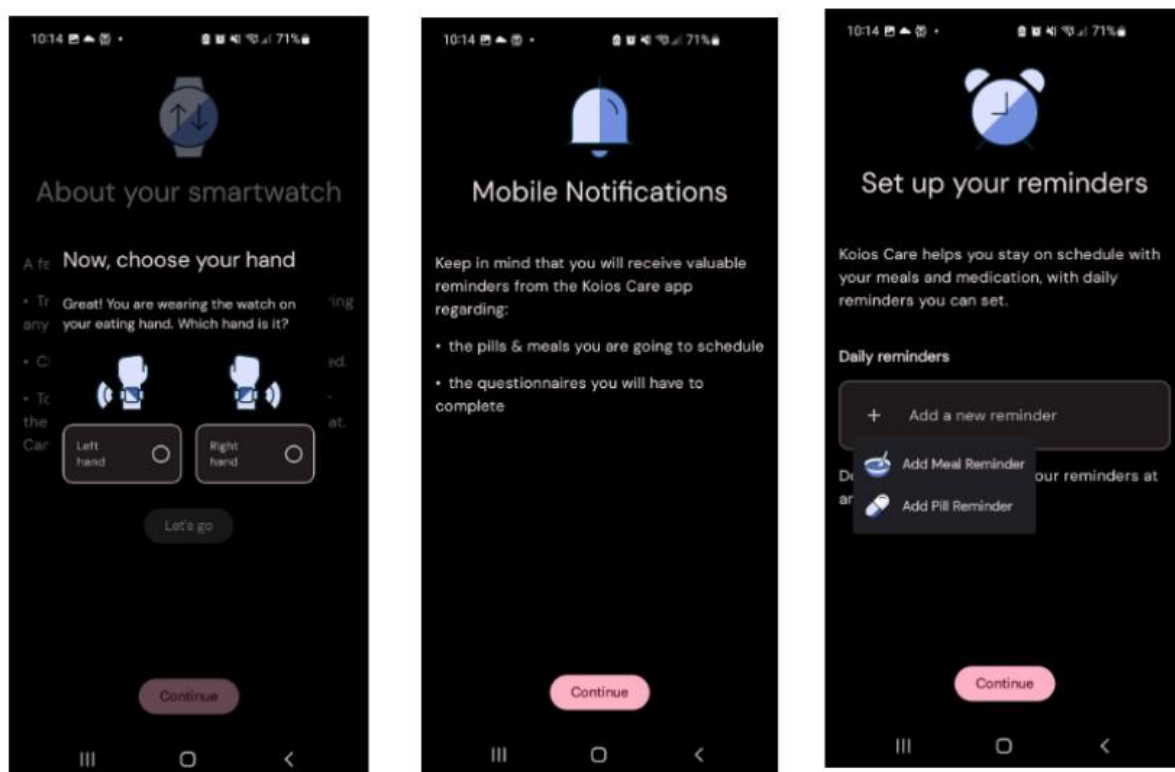 10:14
71%
About your smartwatch
Now, choose your hand
Great! You are wearing the watch on
your eating hand. Which hand is it?
Left
hand
Right
hand
Let's go
Continue
10:14
71%
Mobile Notifications
Keep in mind that you will receive valuable
reminders from the Koios Care app
regarding:
• the pills & meals you are going to schedule
• the questionnaires you will have to
complete
Continue
10:14
71%
Set up your reminders
Koios Care helps you stay on schedule with
your meals and medication, with daily
reminders you can set.
Daily reminders
+ Add a new reminder
Add Meal Reminder
our reminders at
Add Pill Reminder
Continue